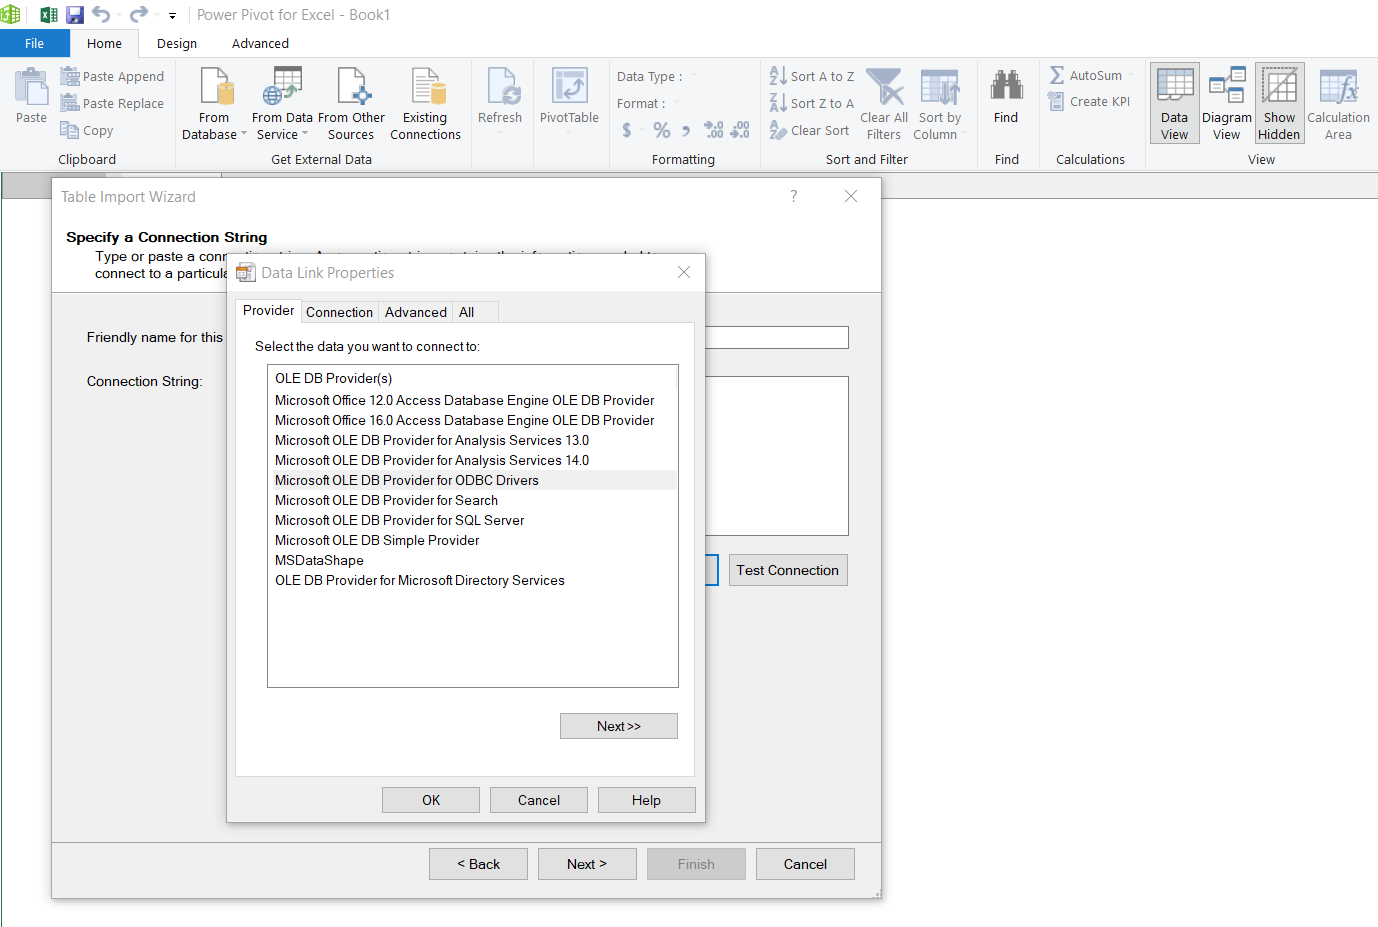 Power Pivot for Excel - Book1
File Home Design Advanced
Paste
Paste Append
Paste Replace
Copy
Clipboard
From Database
From Data Service
From Other Sources
Existing Connections
Get External Data
Refresh
PivotTable
Data Type :
Format :
$ % , .00 .00
Formatting
Sort A to Z
Sort Z to A
Clear Sort
Clear All Filters
Sort by Column
Sort and Filter
Find
Find
AutoSum
Create KPI
Calculations
Data View
Diagram View
Show Hidden
Calculation Area
View
Table Import Wizard ?
Specify a Connection String
Type or paste a
connect to a
Data Link Properties
Provider Connection Advanced All
Friendly name for this
Select the data you want to connect to:
Connection String:
OLE DB Provider(s)
Microsoft Office 12.0 Access Database Engine OLE DB Provider
Microsoft Office 16.0 Access Database Engine OLE DB Provider
Microsoft OLE DB Provider for Analysis Services 13.0
Microsoft OLE DB Provider for Analysis Services 14.0
Microsoft OLE DB Provider for ODBC Drivers
Microsoft OLE DB Provider for Search
Microsoft OLE DB Provider for SQL Server
Microsoft OLE DB Simple Provider
MSDataShape
OLE DB Provider for Microsoft Directory Services
Test Connection
Next >>
OK Cancel Help
< Back Next > Finish Cancel